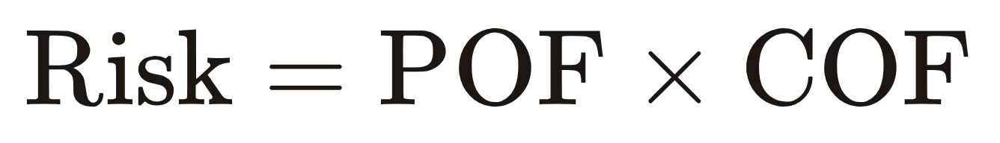 Risk = POF × COF